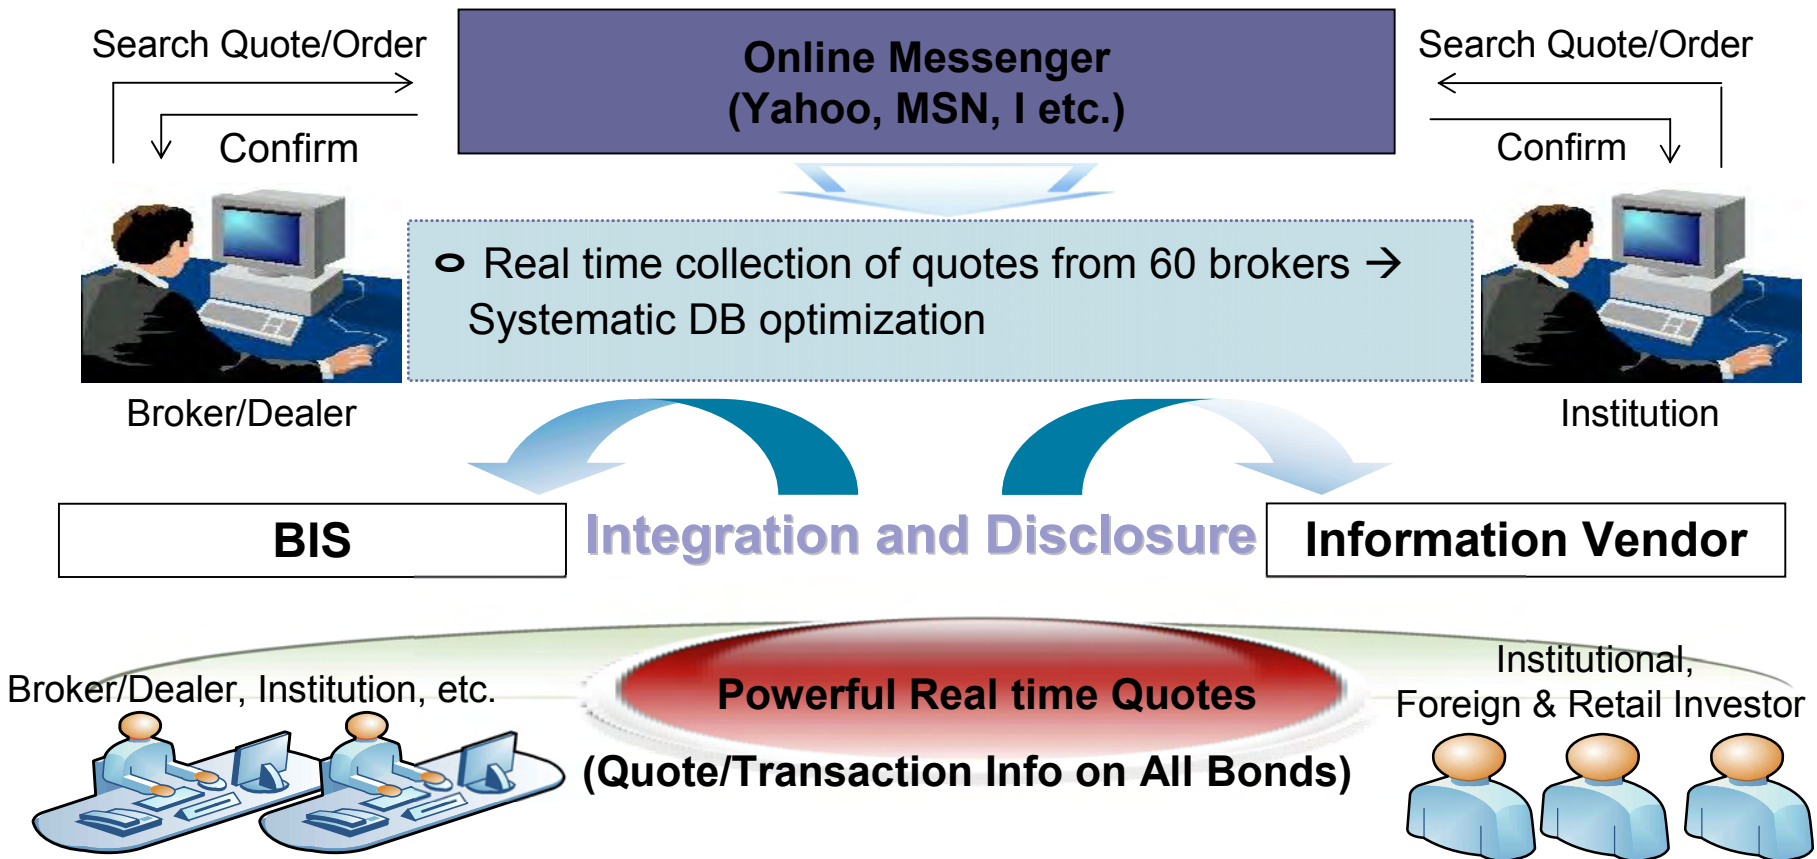 Search Quote/Order
Online Messenger
(Yahoo, MSN, I etc.)
Search Quote/Order
Confirm
Confirm
Real time collection of quotes from 60 brokers →
Systematic DB optimization
Broker/Dealer
Institution
BIS
Integration and Disclosure
Information Vendor
Broker/Dealer, Institution, etc.
Powerful Real time Quotes
(Quote/Transaction Info on All Bonds)
Institutional,
Foreign & Retail Investor